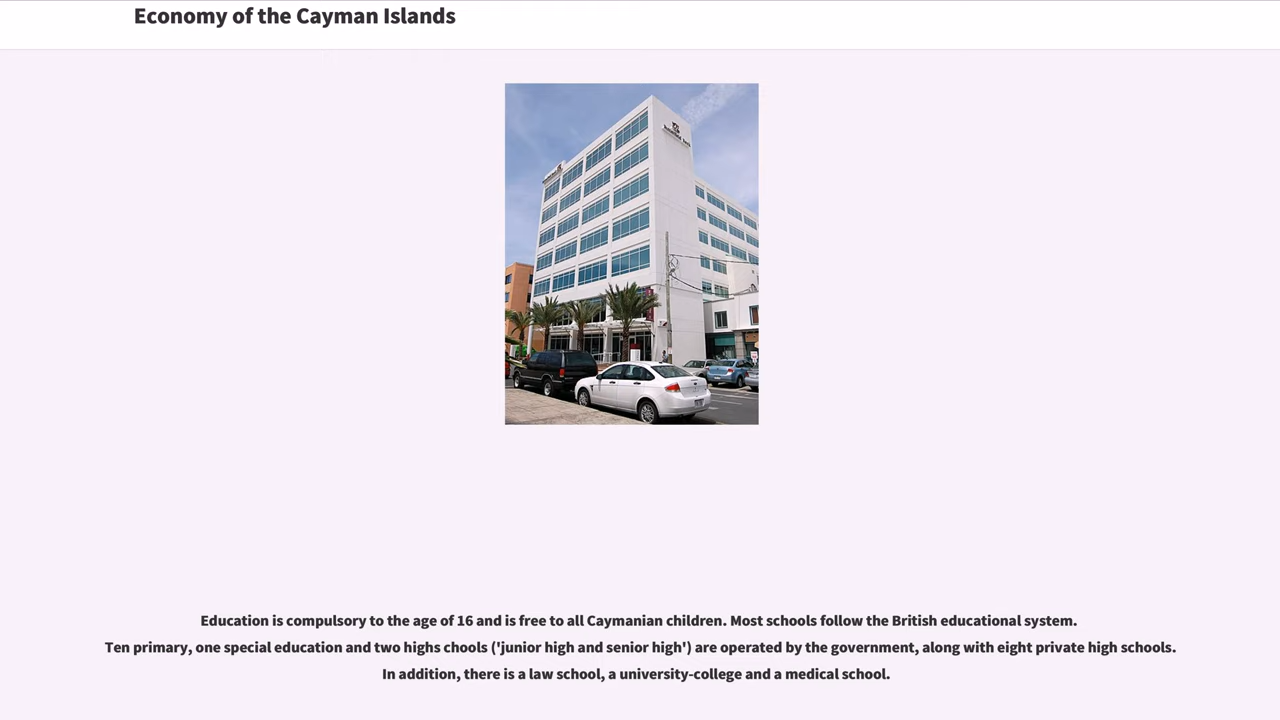 Economy of the Cayman Islands
Education is compulsory to the age of 16 and is free to all Caymanian children. Most schools follow the British educational system.
Ten primary, one special education and two highs chools ('junior high and senior high') are operated by the government, along with eight private high schools.
In addition, there is a law school, a university-college and a medical school.